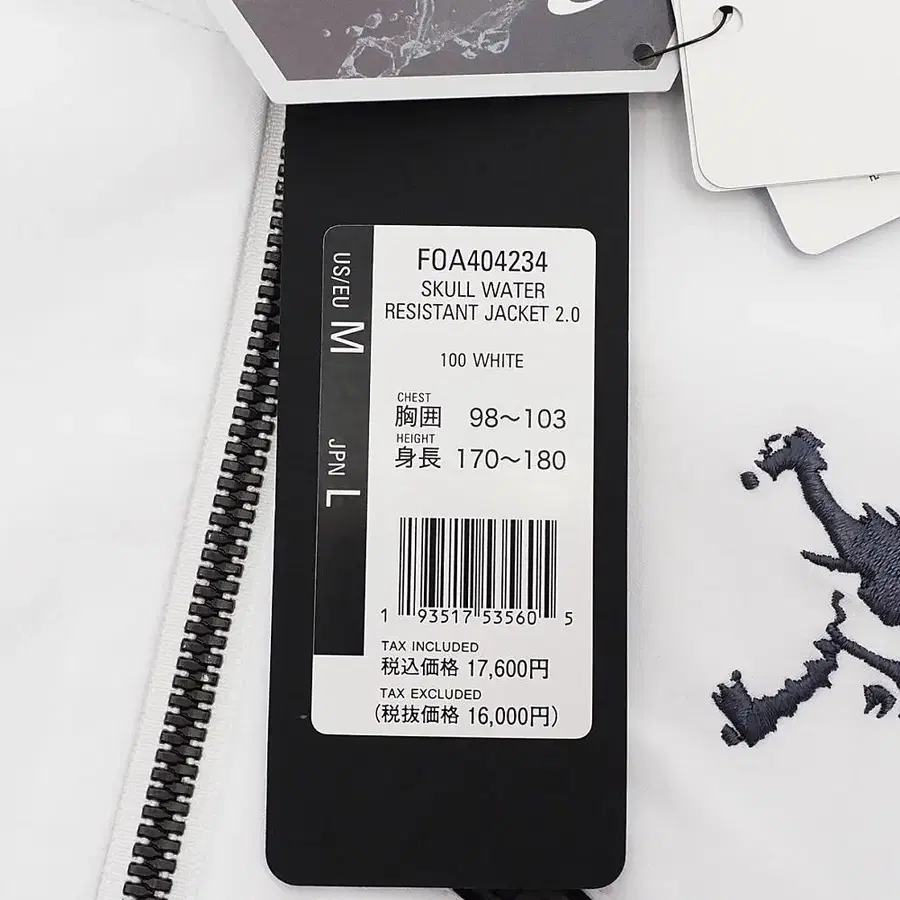 US/EU M
JPN L
FOA404234
SKULL WATER
RESISTANT JACKET 2.0
100 WHITE
CHEST
胸囲 98～103
HEIGHT
身長 170～180
1 93517 53560 5
TAX INCLUDED
税込価格 17,600円
TAX EXCLUDED
(税抜価格 16,000円)